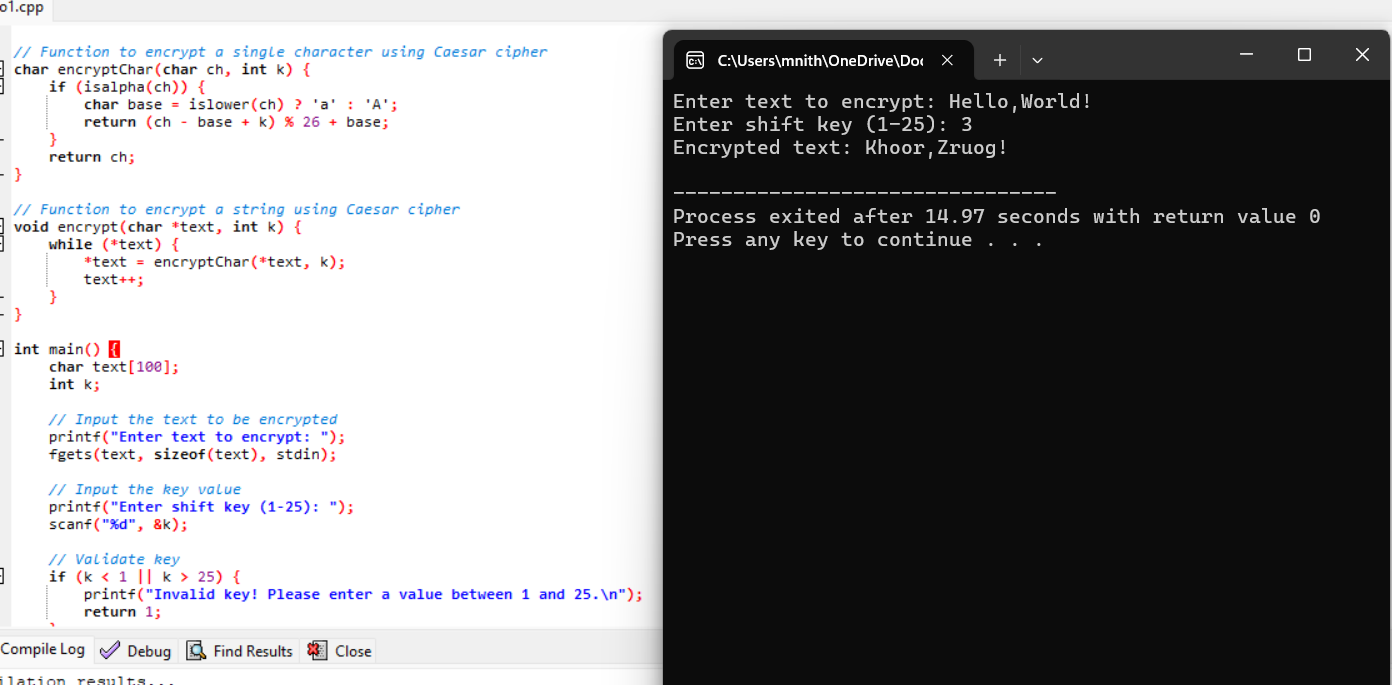 o1.cpp
// Function to encrypt a single character using Caesar cipher
char encryptChar(char ch, int k) {
if (isalpha(ch)) {
char base = islower(ch) ? 'a' : 'A';
return (ch - base + k) % 26 + base;
}
return ch;
}
// Function to encrypt a string using Caesar cipher
void encrypt(char *text, int k) {
while (*text) {
*text = encryptChar(*text, k);
text++;
}
}
int main() {
char text[100];
int k;
// Input the text to be encrypted
printf("Enter text to encrypt: ");
fgets(text, sizeof(text), stdin);
// Input the key value
printf("Enter shift key (1-25): ");
scanf("%d", &k);
// Validate key
if (k < 1 || k > 25) {
printf("Invalid key! Please enter a value between 1 and 25.\n");
return 1;
Compile Log
Debug
Find Results
Close
ilation results...
C:\Users\mnith\OneDrive\Doc
Enter text to encrypt: Hello,World!
Enter shift key (1-25): 3
Encrypted text: Khoor,Zruog!
--------------------------------
Process exited after 14.97 seconds with return value 0
Press any key to continue . . .